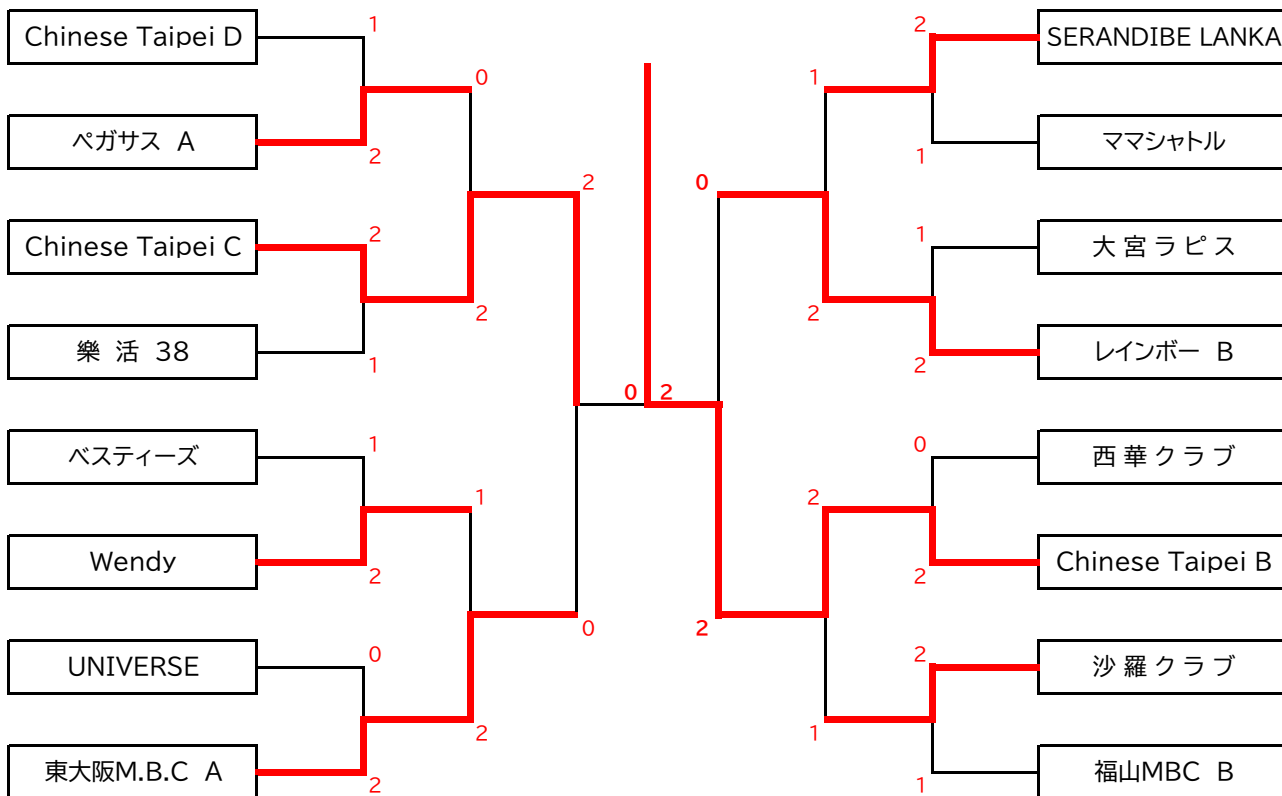 1
2
Chinese Taipei D
SERANDIBE LANKA
0
1
ペガサス A
ママシャトル
2
1
2
0
Chinese Taipei C
2
1
大 宮 ラ ピ ス
2
2
樂 活 38
1
2
レインボー B
0 2
ベスティーズ
1
0
西 華 ク ラ ブ
1
2
Wendy
2
2
Chinese Taipei B
0
2
UNIVERSE
0
2
沙 羅 ク ラ ブ
2
1
東大阪M.B.C A
2
1
福山MBC B